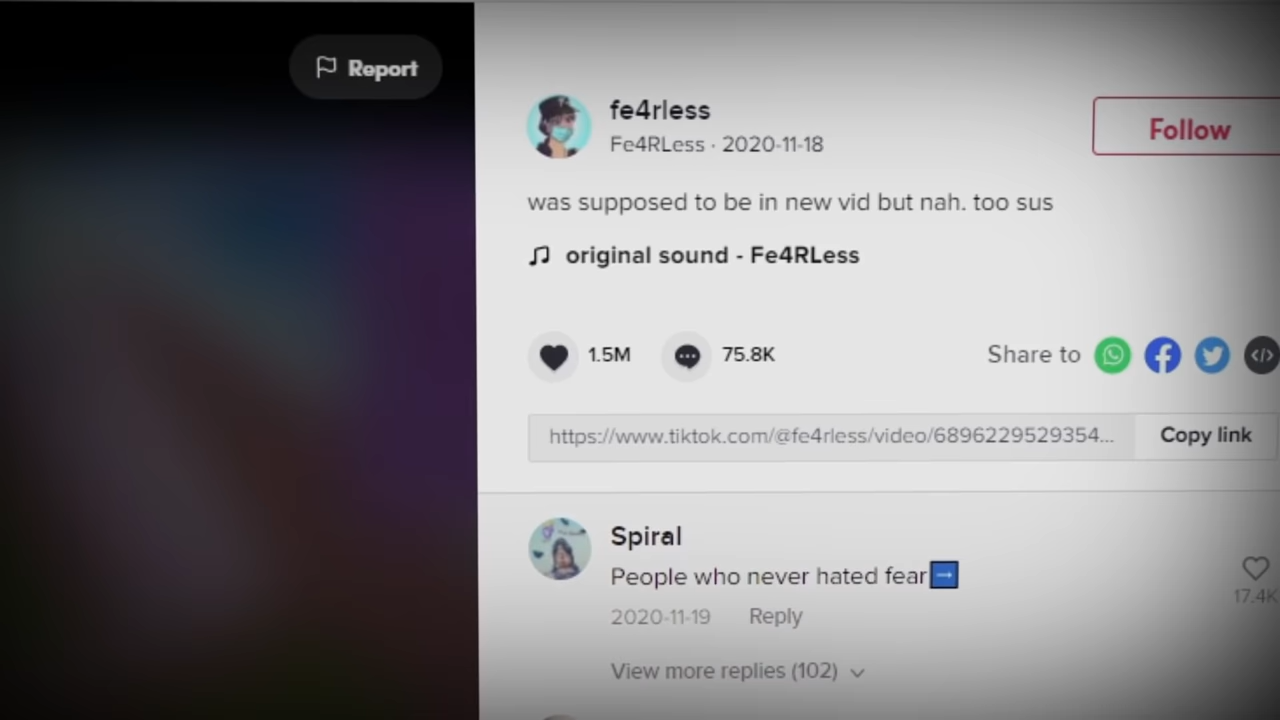 Report
fe4rless
Fe4RLess · 2020-11-18
Follow
was supposed to be in new vid but nah. too sus
original sound - Fe4RLess
1.5M
75.8K
Share to
https://www.tiktok.com/@fe4rless/video/6896229529354...
Copy link
Spiral
People who never hated fear➡️
17.4K
2020-11-19 Reply
View more replies (102)